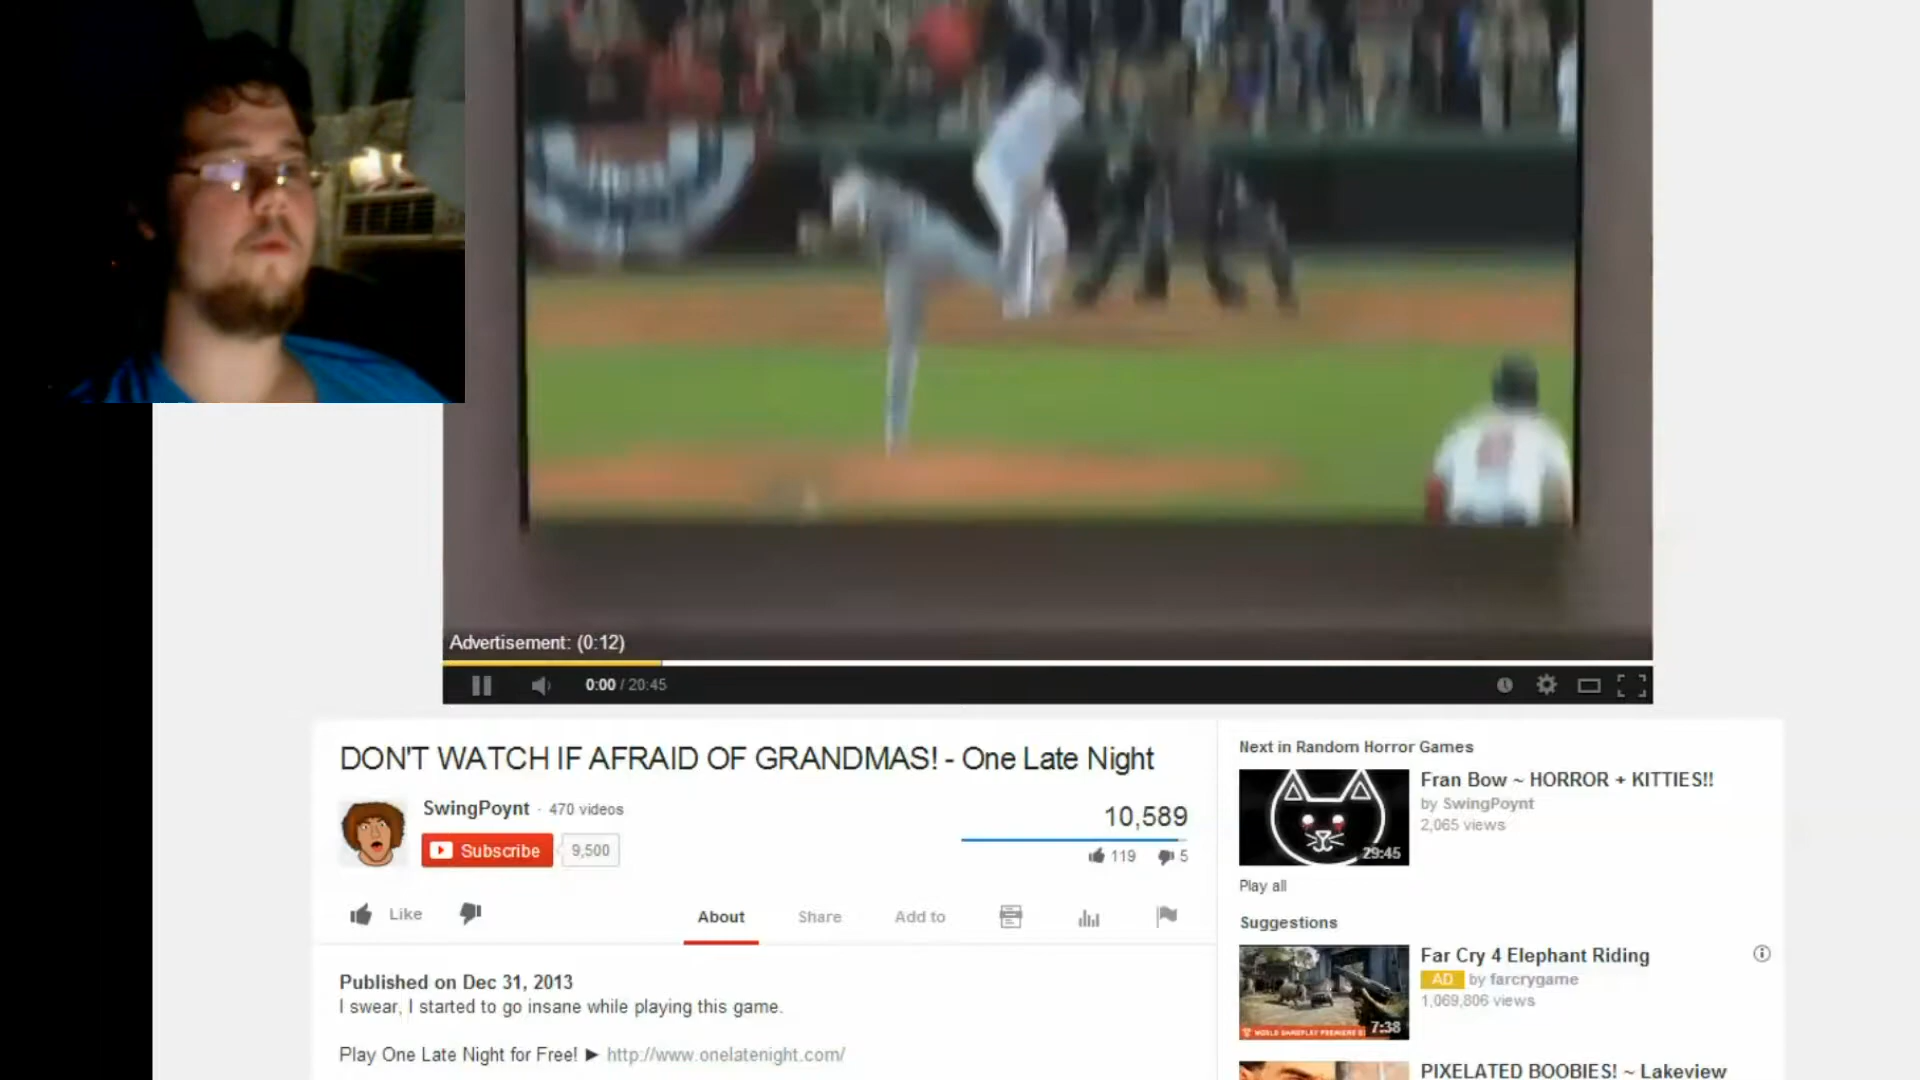 Advertisement: (0:12)
0:00 / 20:45
DON'T WATCH IF AFRAID OF GRANDMAS! - One Late Night
SwingPoynt · 470 videos
Subscribe 9,500
10,589
119 5
Like
About Share Add to
Published on Dec 31, 2013
I swear, I started to go insane while playing this game.
Play One Late Night for Free! ► http://www.onelatenight.com/
Next in Random Horror Games
Fran Bow ~ HORROR + KITTIES!!
by SwingPoynt
2,065 views
29:45
Play all
Suggestions
Far Cry 4 Elephant Riding
AD by farcrygame
1,069,806 views
7:38
PIXELATED BOOBIES! ~ Lakeview